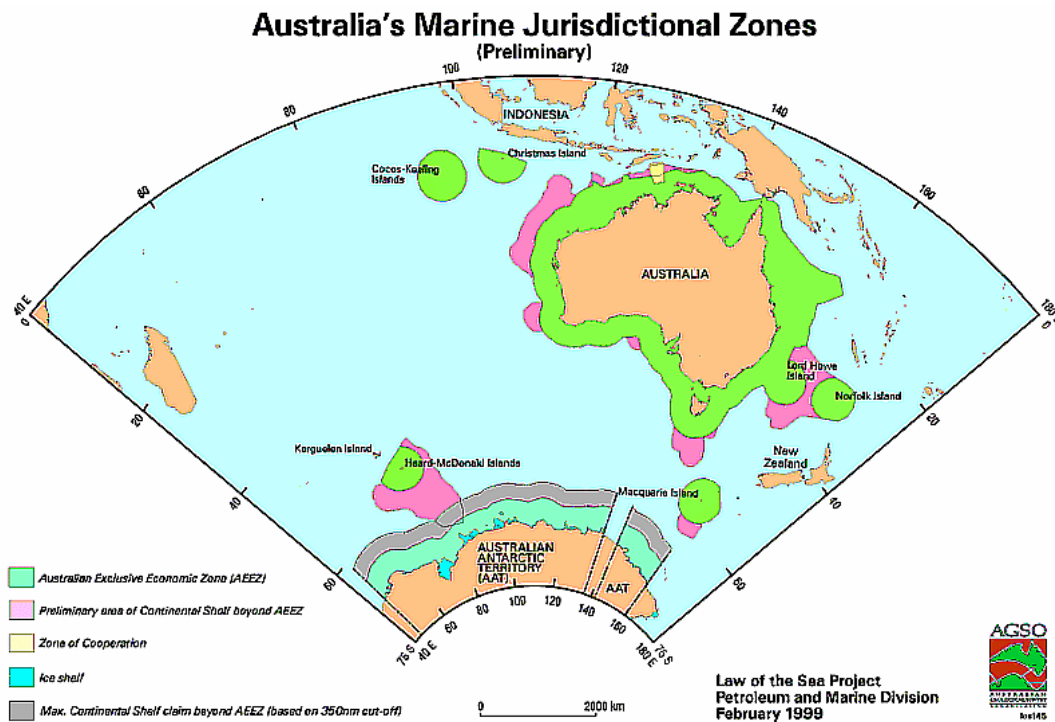 Australia's Marine Jurisdictional Zones
(Preliminary)
100
120
80
140
INDONESIA
Christmas Island
Cocos-Keeling
Islands
60
180
AUSTRALIA
40 E
0
180 E
0
Lord Howe
Island
Norfolk Island
20
20
Kerguelen Island
Heard-McDonald Islands
New
Zealand
Macquarie Island
40
40
AUSTRALIAN
ANTARCTIC
TERRITORY
(AAT)
AAT
60
60
75 S
40 E
60
80
100
120
140
160
180 E
75 S
Australian Exclusive Economic Zone (AEEZ)
Preliminary area of Continental Shelf beyond AEEZ
Zone of Cooperation
Ice shelf
Max. Continental Shelf claim beyond AEEZ (based on 350nm cut-off)
0
2000 km
Law of the Sea Project
Petroleum and Marine Division
February 1999
AGSO